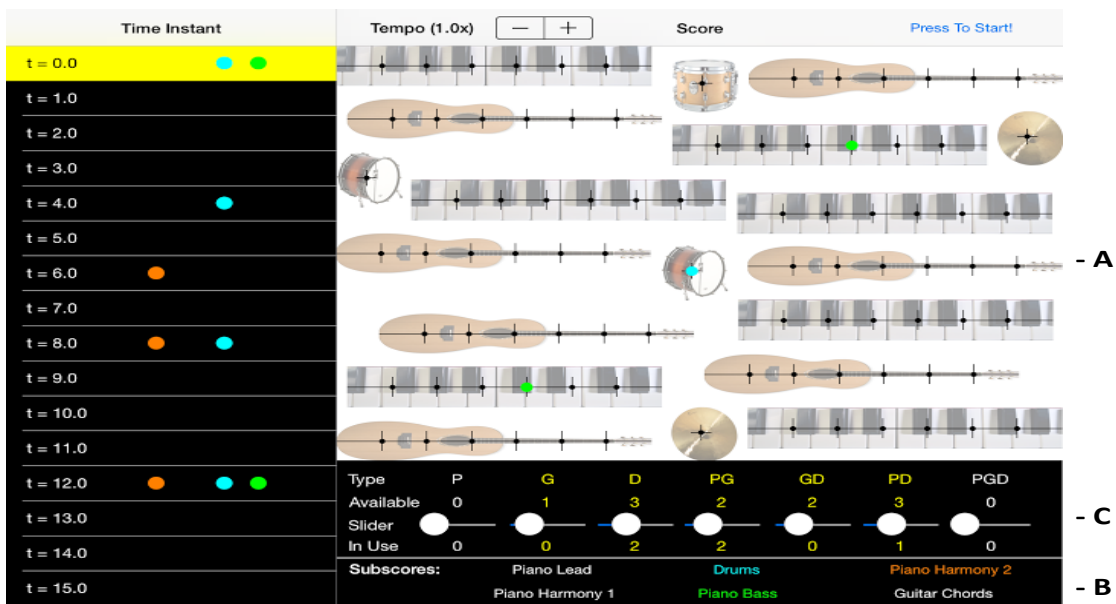 Time Instant
Tempo (1.0x) − + Score Press To Start!
t = 0.0
t = 1.0
t = 2.0
t = 3.0
t = 4.0
t = 5.0
t = 6.0
t = 7.0
t = 8.0
t = 9.0
t = 10.0
t = 11.0
t = 12.0
t = 13.0
t = 14.0
t = 15.0
- A
Type P G D PG GD PD PGD
Available 0 1 3 2 2 3 0
Slider
In Use 0 0 2 2 0 1 0
- C
Subscores: Piano Lead Drums Piano Harmony 2
Piano Harmony 1 Piano Bass Guitar Chords
- B